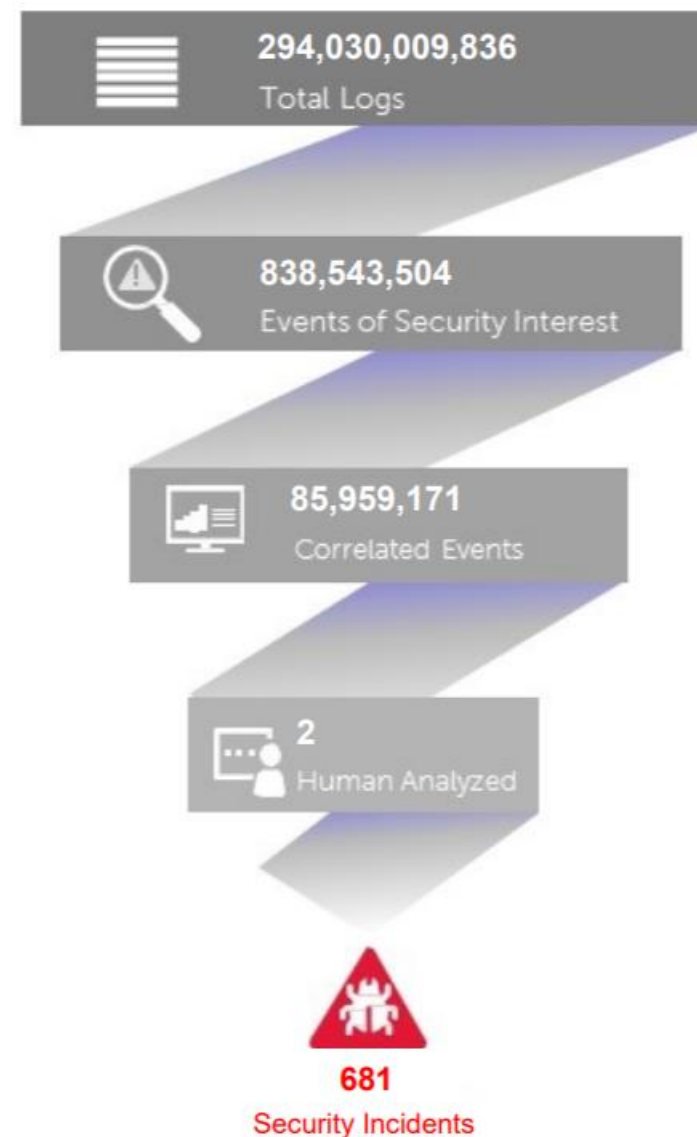 294,030,009,836
Total Logs
838,543,504
Events of Security Interest
85,959,171
Correlated Events
2
Human Analyzed
681
Security Incidents